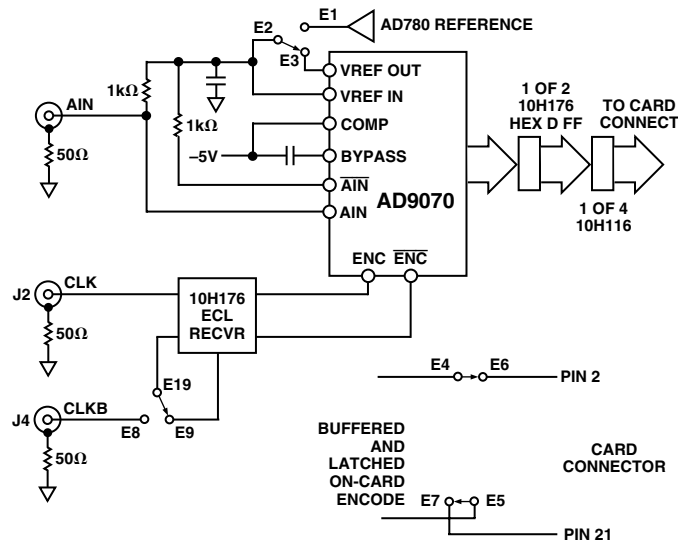 E1
AD780 REFERENCE
E2
E3
1kΩ
AIN
1kΩ
50Ω
–5V
VREF OUT
VREF IN
COMP
BYPASS
AIN
AIN
AD9070
ENC ENC
1 OF 2
10H176
HEX D FF
TO CARD
CONNECT
1 OF 4
10H116
J2
CLK
50Ω
10H176
ECL
RECVR
E19
J4
CLKB
E8
E9
50Ω
E4
E6
PIN 2
BUFFERED
AND
LATCHED
ON-CARD
ENCODE
CARD
CONNECTOR
E7
E5
PIN 21